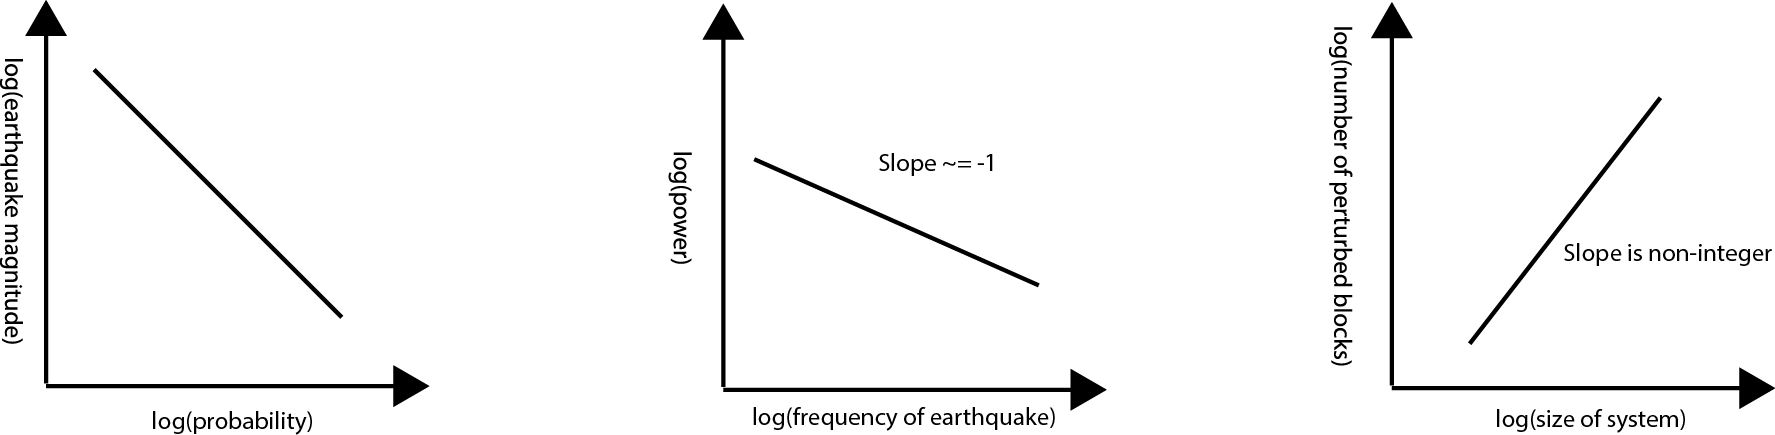 log(earthquake magnitude)
log(probability)
log(power)
Slope ~= -1
log(frequency of earthquake)
log(number of perturbed blocks)
Slope is non-integer
log(size of system)